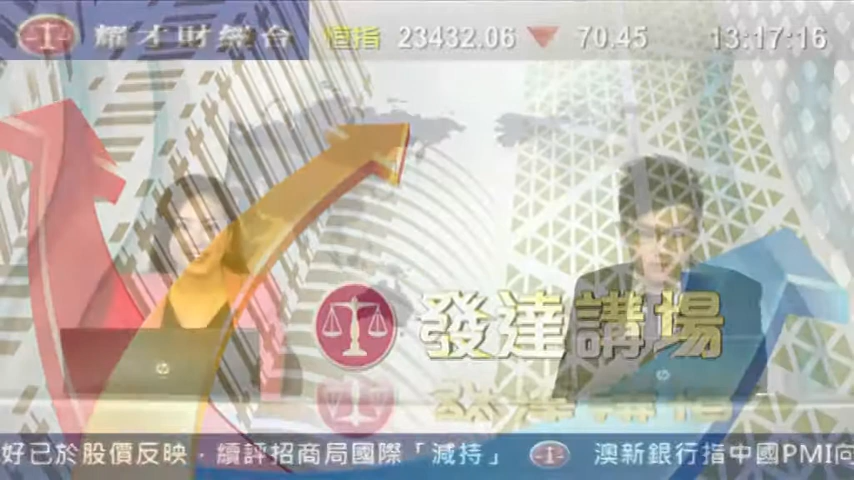 耀才財經台 恒指 23432.06 70.45 13:17:16
發達講場
好己於股價反映﹐續評招商局國際「減持」 澳新銀行指中國PMI向